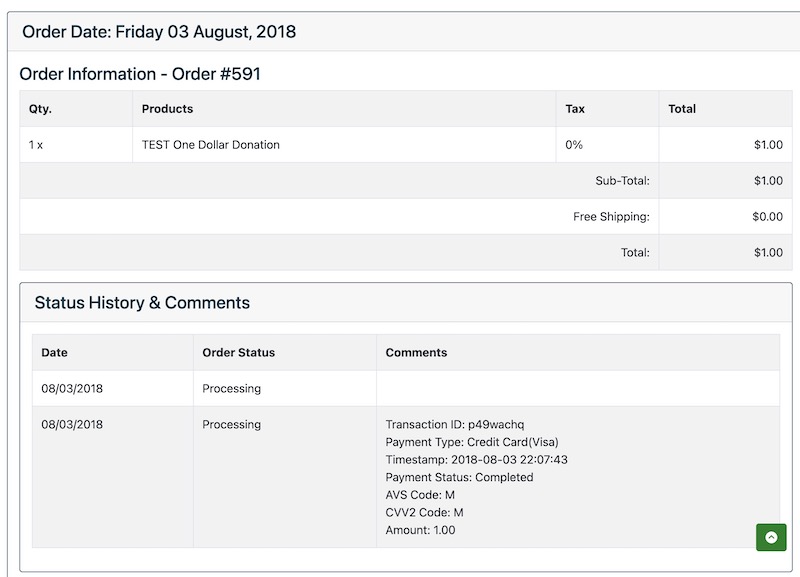 Order Date: Friday 03 August, 2018
Order Information - Order #591
Qty. Products Tax Total
1 x TEST One Dollar Donation 0% $1.00
Sub-Total: $1.00
Free Shipping: $0.00
Total: $1.00
Status History & Comments
Date Order Status Comments
08/03/2018 Processing
08/03/2018 Processing Transaction ID: p49wachq
Payment Type: Credit Card(Visa)
Timestamp: 2018-08-03 22:07:43
Payment Status: Completed
AVS Code: M
CVV2 Code: M
Amount: 1.00